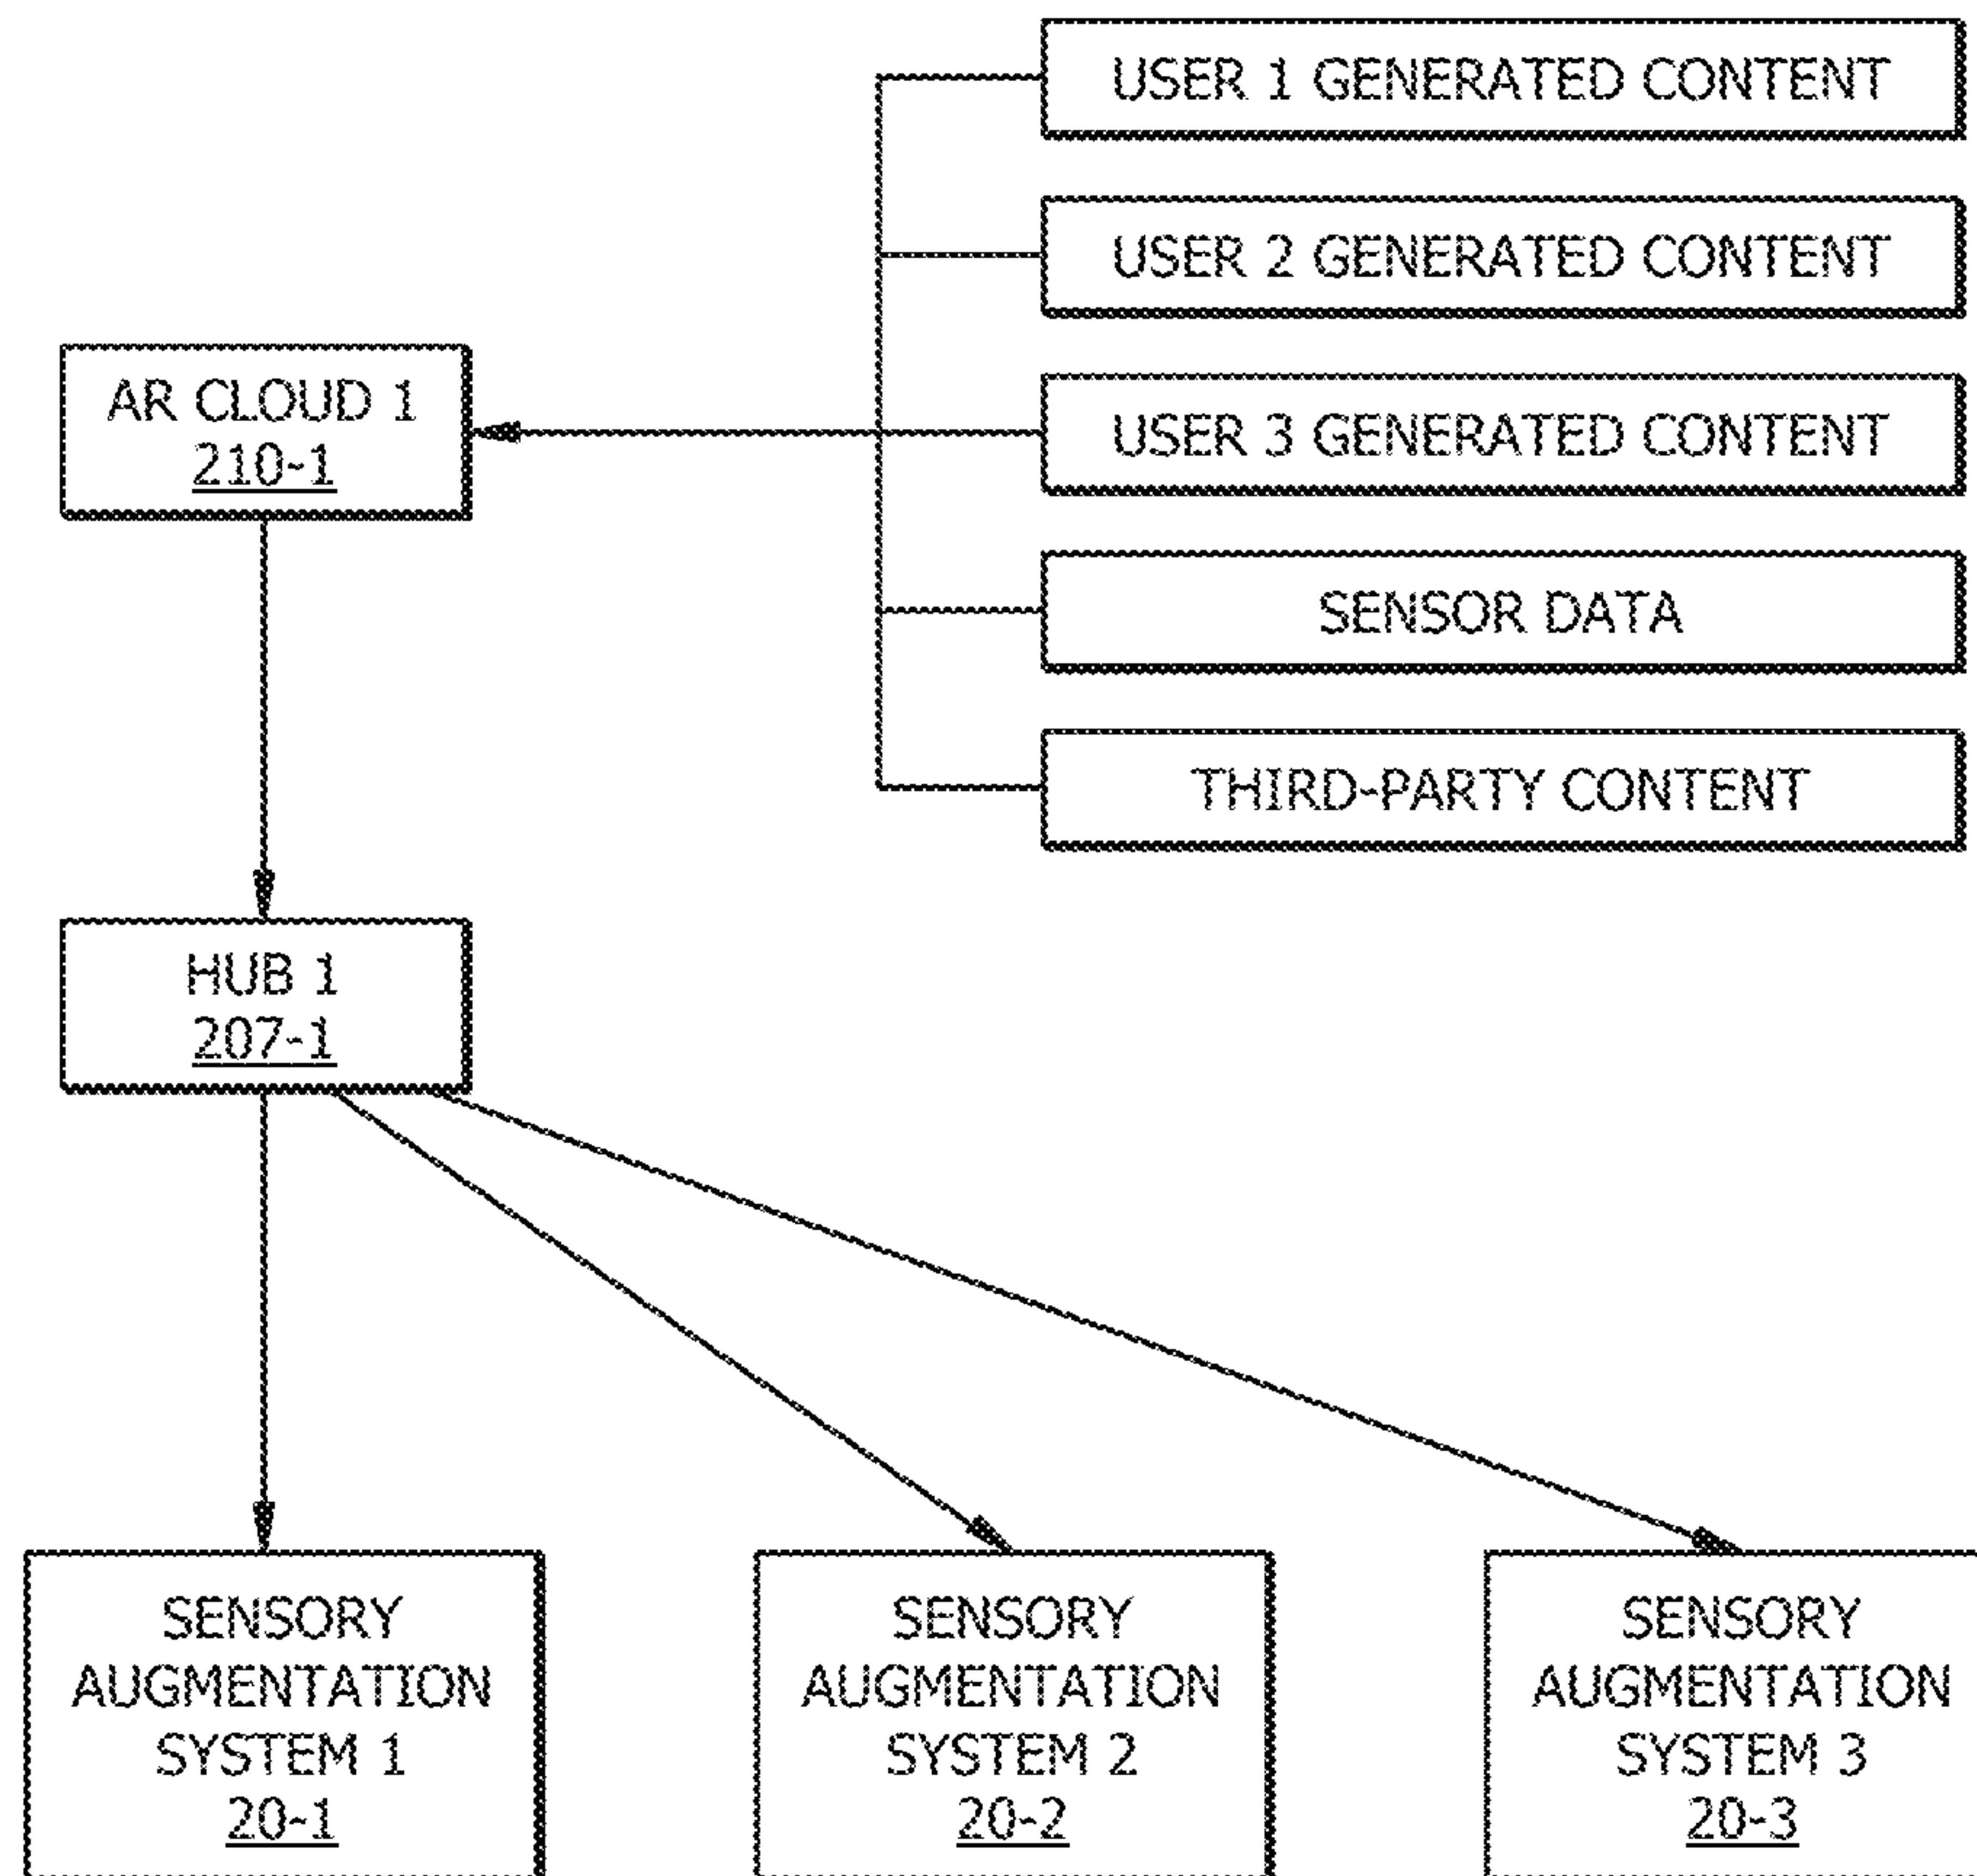 USER 1 GENERATED CONTENT
USER 2 GENERATED CONTENT
AR CLOUD 1
210-1
USER 3 GENERATED CONTENT
SENSOR DATA
THIRD-PARTY CONTENT
HUB 1
207-1
SENSORY
AUGMENTATION
SYSTEM 1
20-1
SENSORY
AUGMENTATION
SYSTEM 2
20-2
SENSORY
AUGMENTATION
SYSTEM 3
20-3